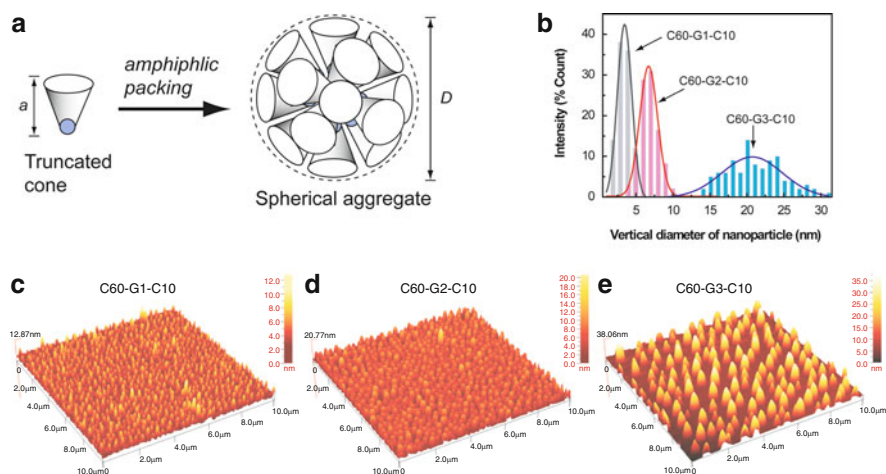 a
a
Truncated
cone
amphiphlic
packing
D
Spherical aggregate
b
Intensity (% Count)
40
30
20
10
0
C60-G1-C10
C60-G2-C10
C60-G3-C10
5 10 15 20 25 30
Vertical diameter of nanoparticle (nm)
c
C60-G1-C10
12.0
10.0
8.0
6.0
4.0
2.0
0.0
nm
12.87nm
0
2.0μm
4.0μm
6.0μm
8.0μm
10.0μm
2.0μm
4.0μm
6.0μm
8.0μm
10.0μm
d
C60-G2-C10
20.0
18.0
16.0
14.0
12.0
10.0
8.0
6.0
4.0
2.0
0.0
nm
20.77nm
0
2.0μm
4.0μm
6.0μm
8.0μm
10.0μm
2.0μm
4.0μm
6.0μm
8.0μm
10.0μm
e
C60-G3-C10
35.0
30.0
25.0
20.0
15.0
10.0
5.0
0.0
nm
38.06nm
0
2.0μm
4.0μm
6.0μm
8.0μm
10.0μm
2.0μm
4.0μm
6.0μm
8.0μm
10.0μm